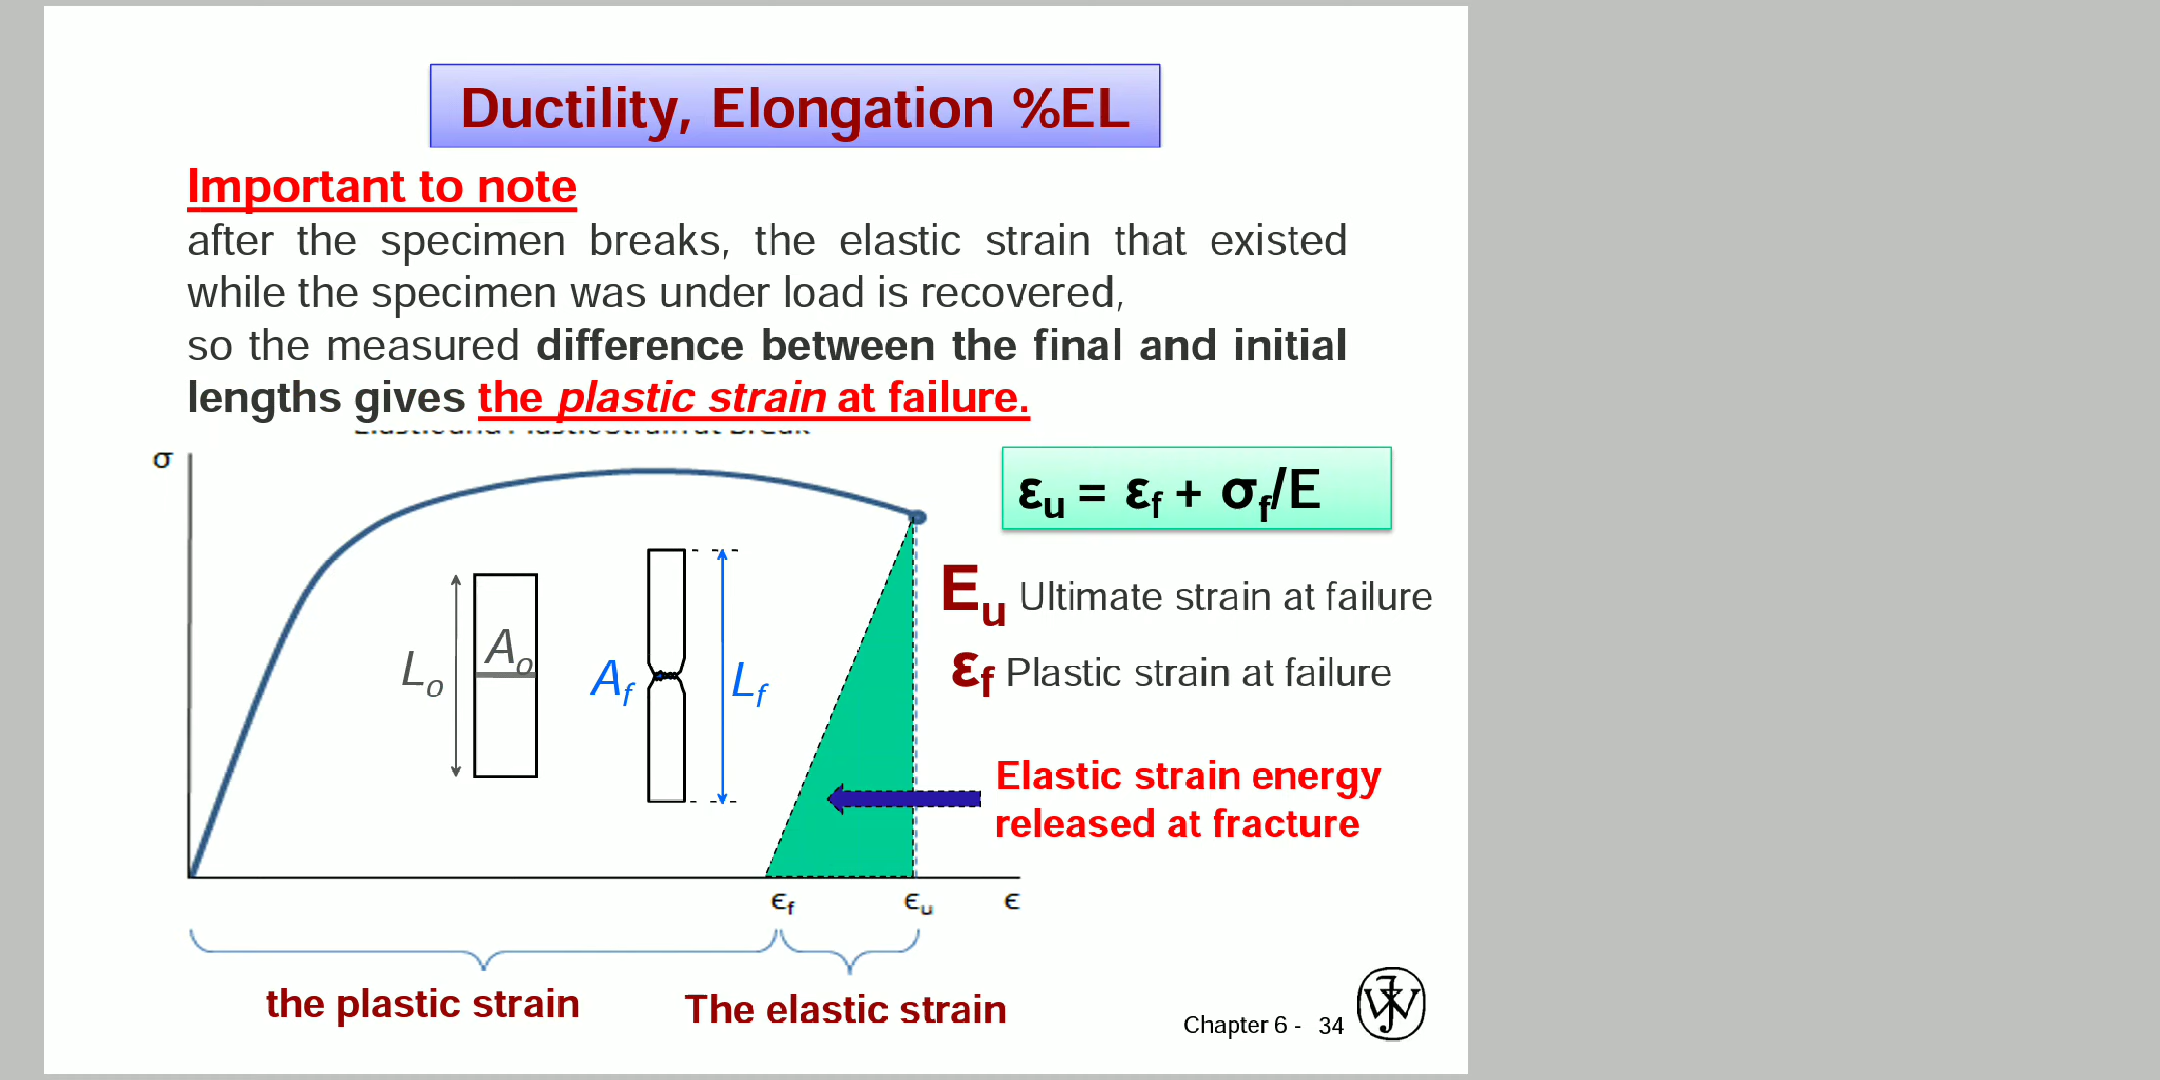 Ductility, Elongation %EL
Important to note
after the specimen breaks, the elastic strain that existed
while the specimen was under load is recovered,
so the measured difference between the final and initial
lengths gives the plastic strain at failure.
σ
εu = εf + σf/E
Eu Ultimate strain at failure
Lo
Ao
Af
Lf
εf Plastic strain at failure
Elastic strain energy
released at fracture
ϵf ϵu ϵ
the plastic strain
The elastic strain
Chapter 6 - 34